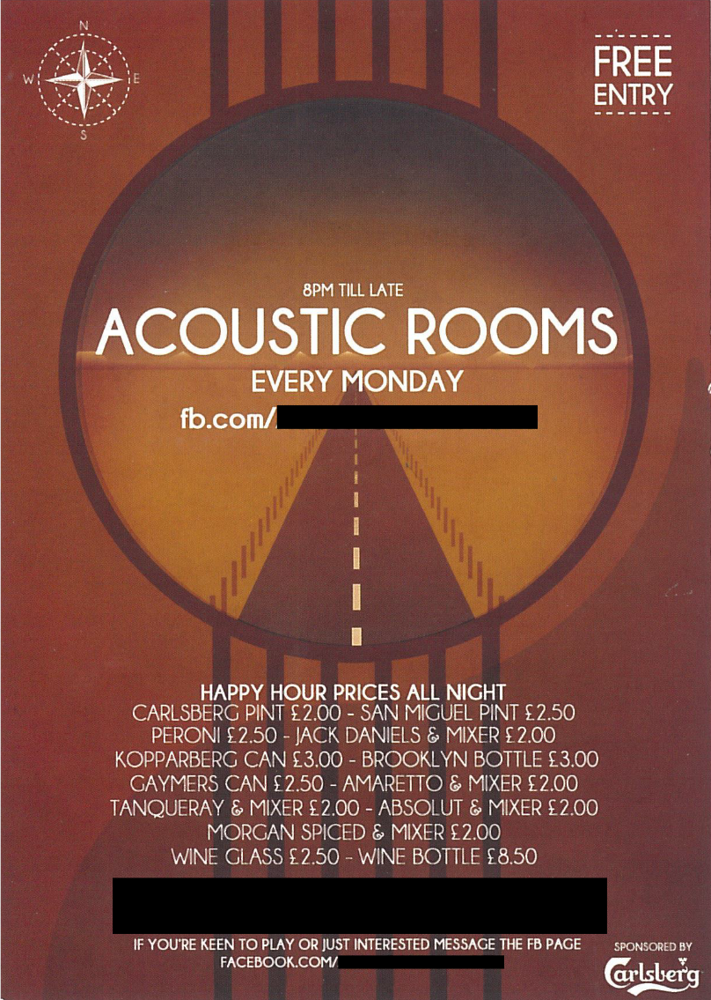 N
W E
S
FREE
ENTRY
8PM TILL LATE
ACOUSTIC ROOMS
EVERY MONDAY
fb.com/
HAPPY HOUR PRICES ALL NIGHT
CARLSBERG PINT £2.00 - SAN MIGUEL PINT £2.50
PERONI £2.50 - JACK DANIELS & MIXER £2.00
KOPPARBERG CAN £3.00 - BROOKLYN BOTTLE £3.00
GAYMERS CAN £2.50 - AMARETTO & MIXER £2.00
TANQUERAY & MIXER £2.00 - ABSOLUT & MIXER £2.00
MORGAN SPICED & MIXER £2.00
WINE GLASS £2.50 - WINE BOTTLE £8.50
IF YOU'RE KEEN TO PLAY OR JUST INTERESTED MESSAGE THE FB PAGE
FACEBOOK.COM/
SPONSORED BY
Carlsberg